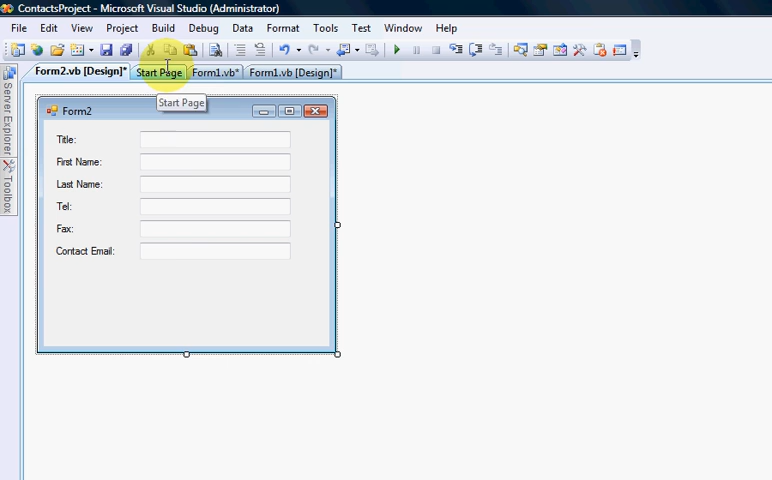 ContactsProject - Microsoft Visual Studio (Administrator)
File Edit View Project Build Debug Data Format Tools Test Window Help
Form2.vb [Design]* Start Page Form1.vb* Form1.vb [Design]*
Start Page
Server Explorer
Toolbox
Form2
Title:
First Name:
Last Name:
Tel:
Fax:
Contact Email: